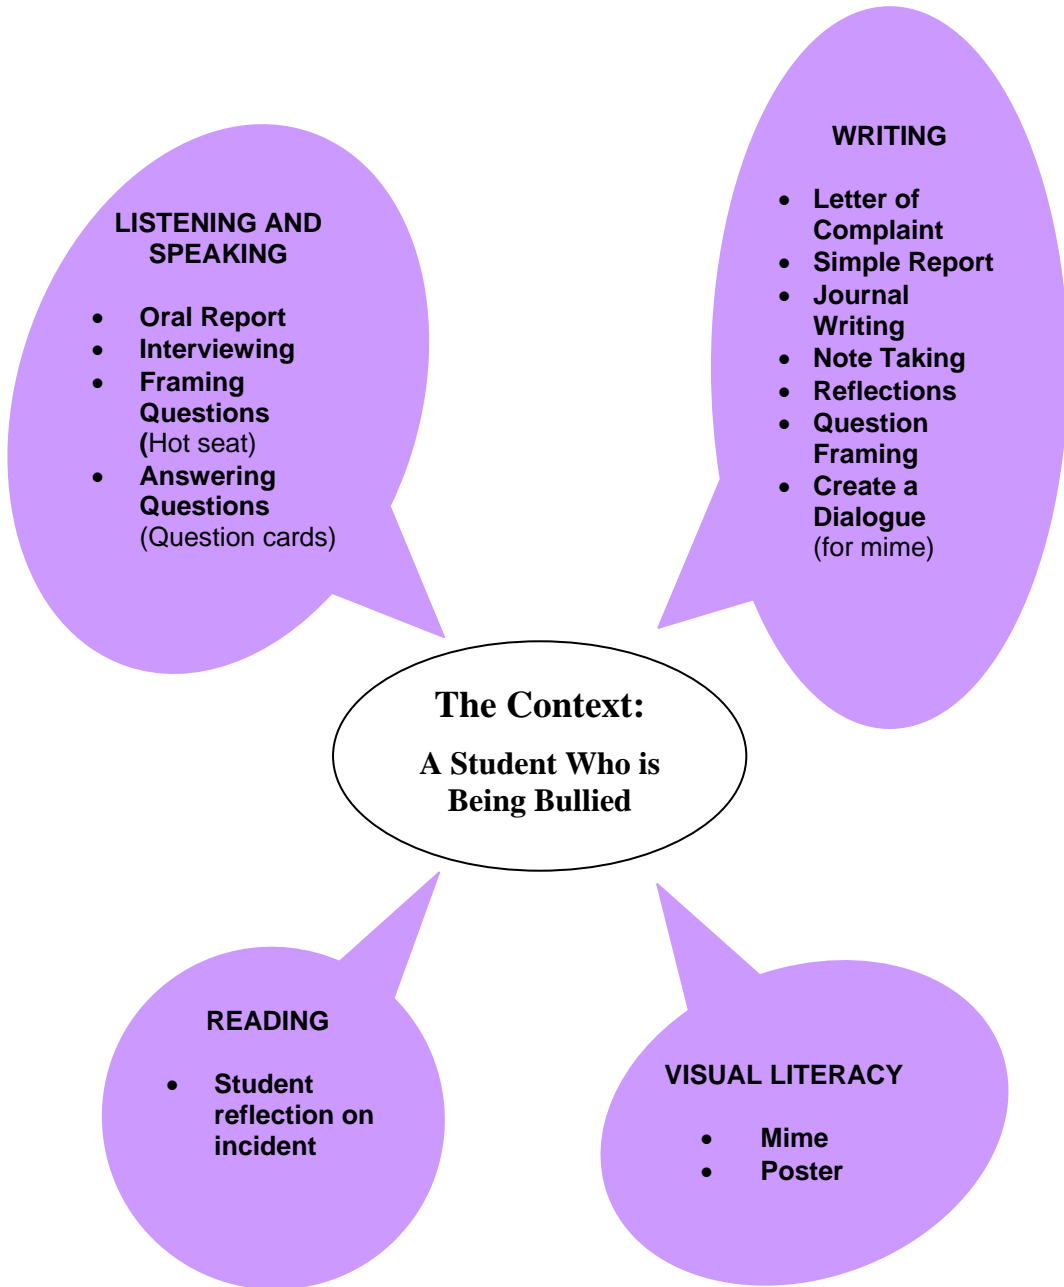 LISTENING AND
SPEAKING
• Oral Report
• Interviewing
• Framing
Questions
(Hot seat)
• Answering
Questions
(Question cards)
WRITING
• Letter of
Complaint
• Simple Report
• Journal
Writing
• Note Taking
• Reflections
• Question
Framing
• Create a
Dialogue
(for mime)
The Context:
A Student Who is
Being Bullied
READING
• Student
reflection on
incident
VISUAL LITERACY
• Mime
• Poster